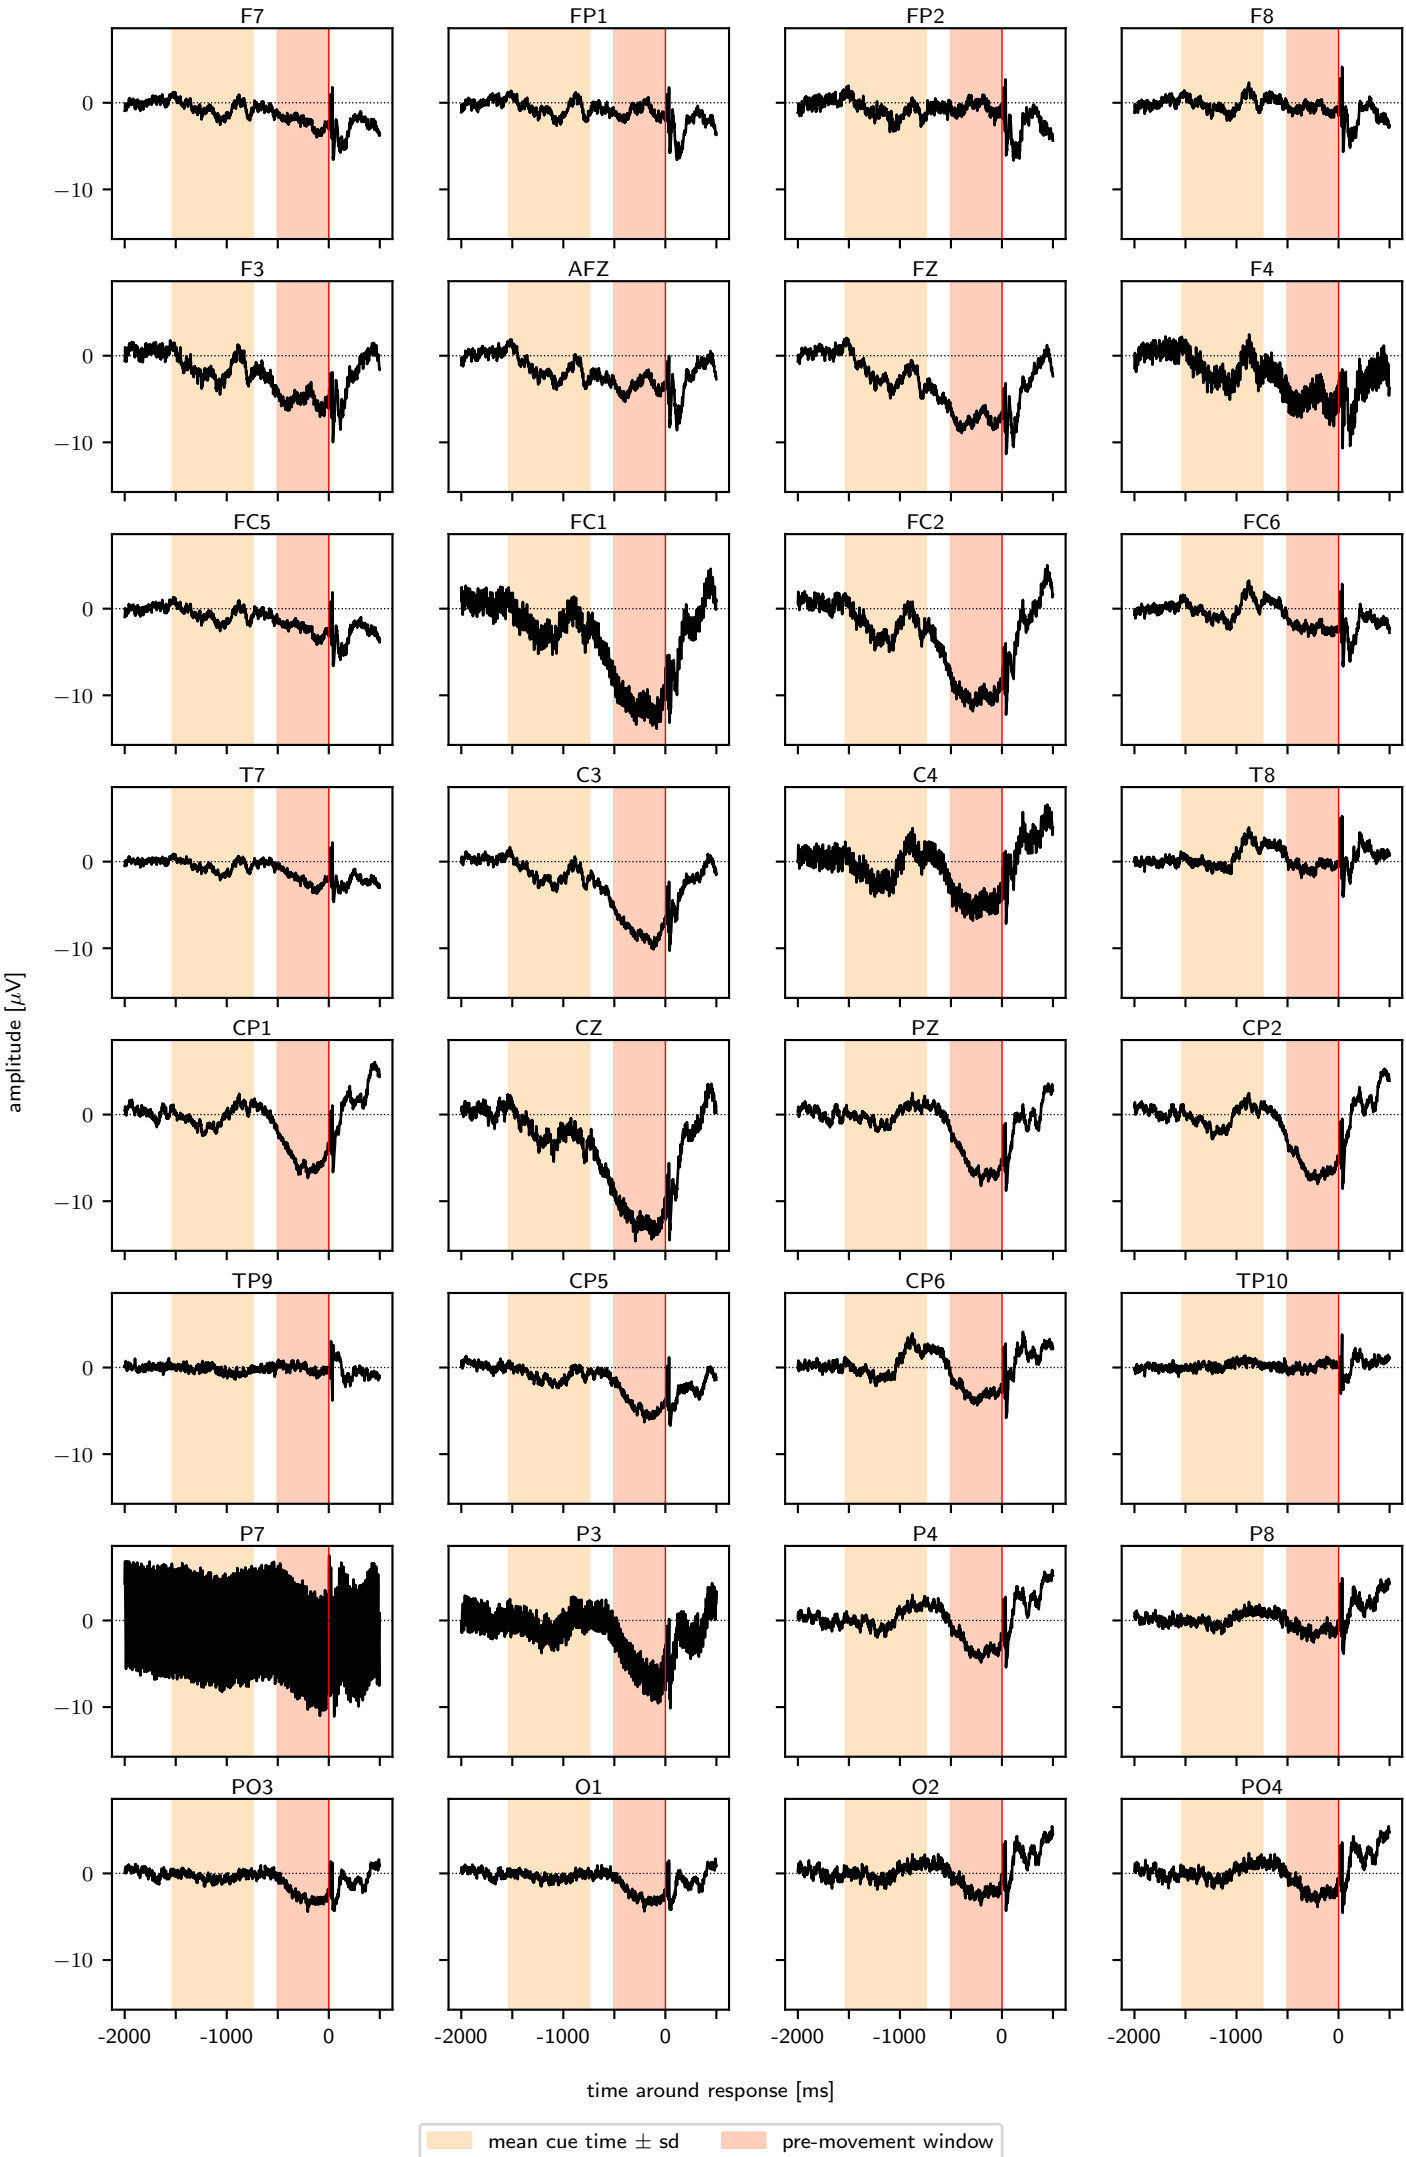 F7 FP1 FP2 F8
0
−10
F3 AFZ FZ F4
0
−10
FC5 FC1 FC2 FC6
0
−10
T7 C3 C4 T8
0
−10
amplitude [μV]
CP1 CZ PZ CP2
0
−10
TP9 CP5 CP6 TP10
0
−10
P7 P3 P4 P8
0
−10
PO3 O1 O2 PO4
0
−10
-2000 -1000 0 -2000 -1000 0 -2000 -1000 0 -2000 -1000 0
time around response [ms]
mean cue time ± sd pre-movement window